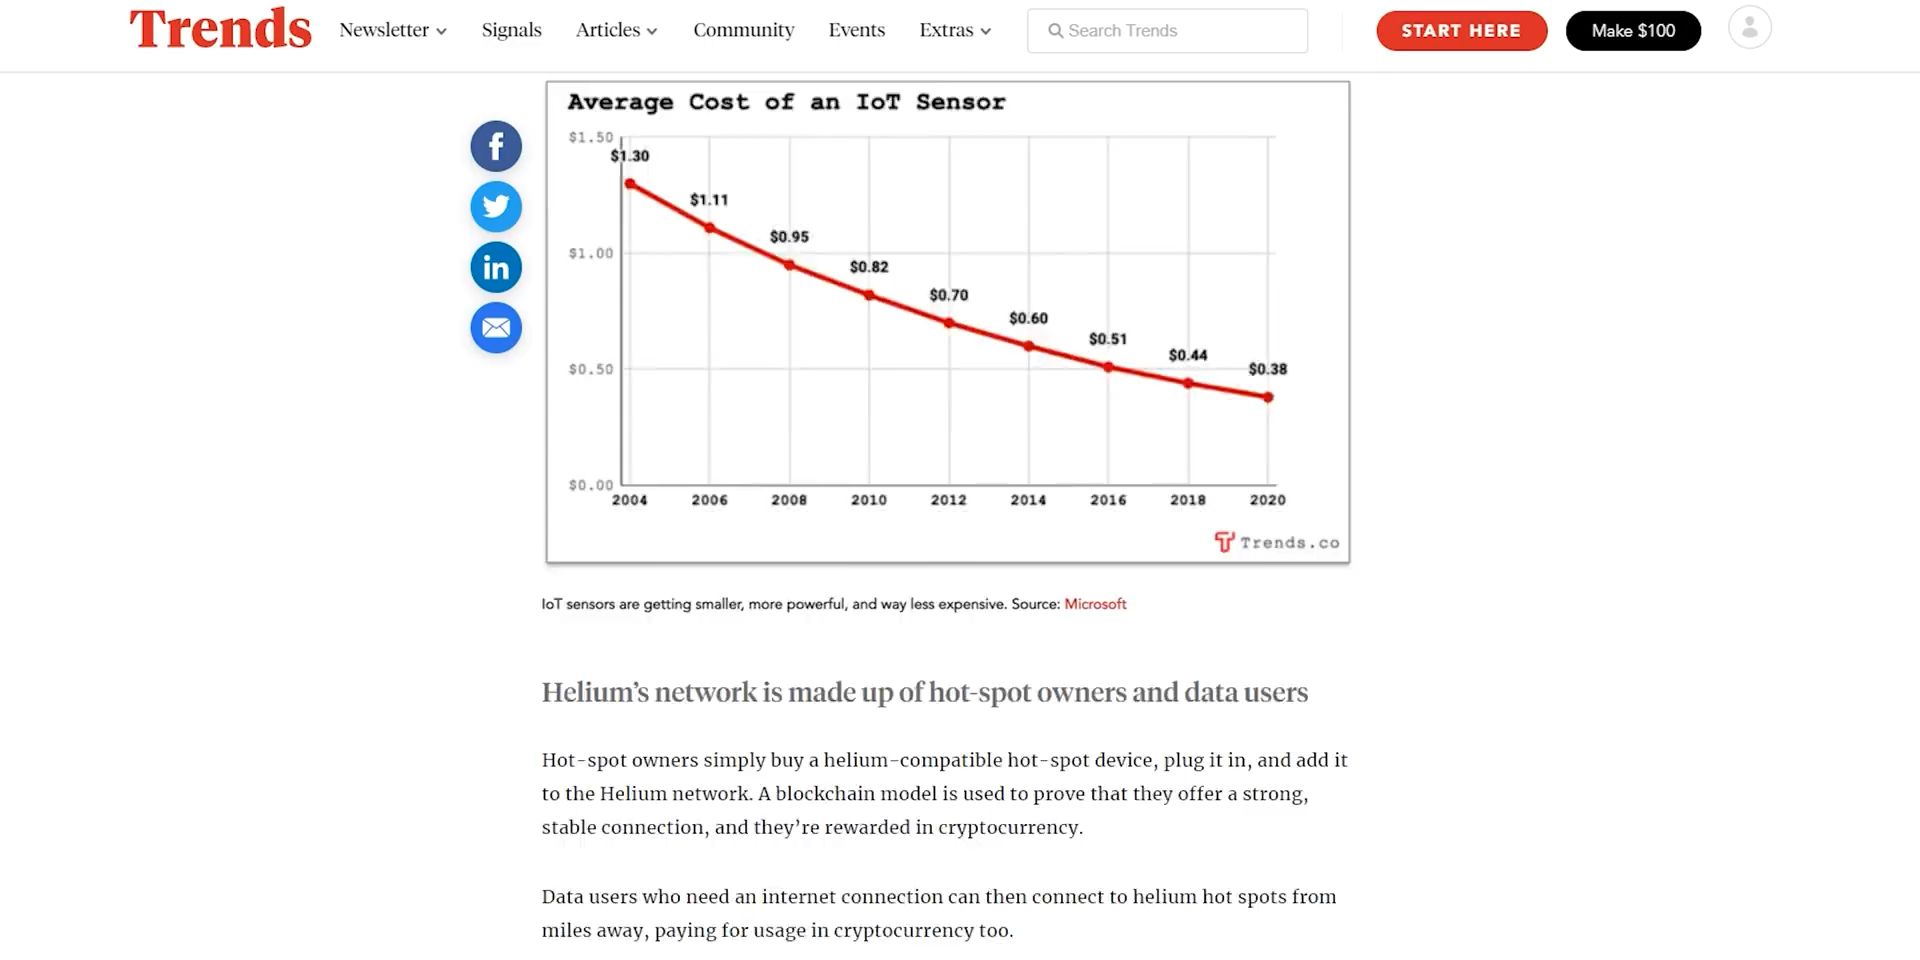 Trends
Newsletter Signals Articles Community Events Extras Search Trends START HERE Make $100
Average Cost of an IoT Sensor
$1.50
$1.30
$1.11
$0.95
$1.00
$0.82
$0.70
$0.60
$0.51
$0.44
$0.50
$0.38
$0.00
2004 2006 2008 2010 2012 2014 2016 2018 2020
Trends.co
f
in
IoT sensors are getting smaller, more powerful, and way less expensive. Source: Microsoft
Helium’s network is made up of hot-spot owners and data users
Hot-spot owners simply buy a helium-compatible hot-spot device, plug it in, and add it
to the Helium network. A blockchain model is used to prove that they offer a strong,
stable connection, and they’re rewarded in cryptocurrency.
Data users who need an internet connection can then connect to helium hot spots from
miles away, paying for usage in cryptocurrency too.